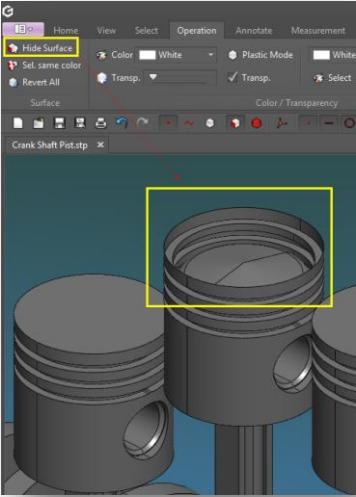 G
Home View Select Operation Annotate Measurement
Hide Surface
Sel. same color
Revert All
Surface
Color White
Transp.
Plastic Mode
Transp.
White
Select
Color / Transparency
Crank Shaft Pist.stp ×